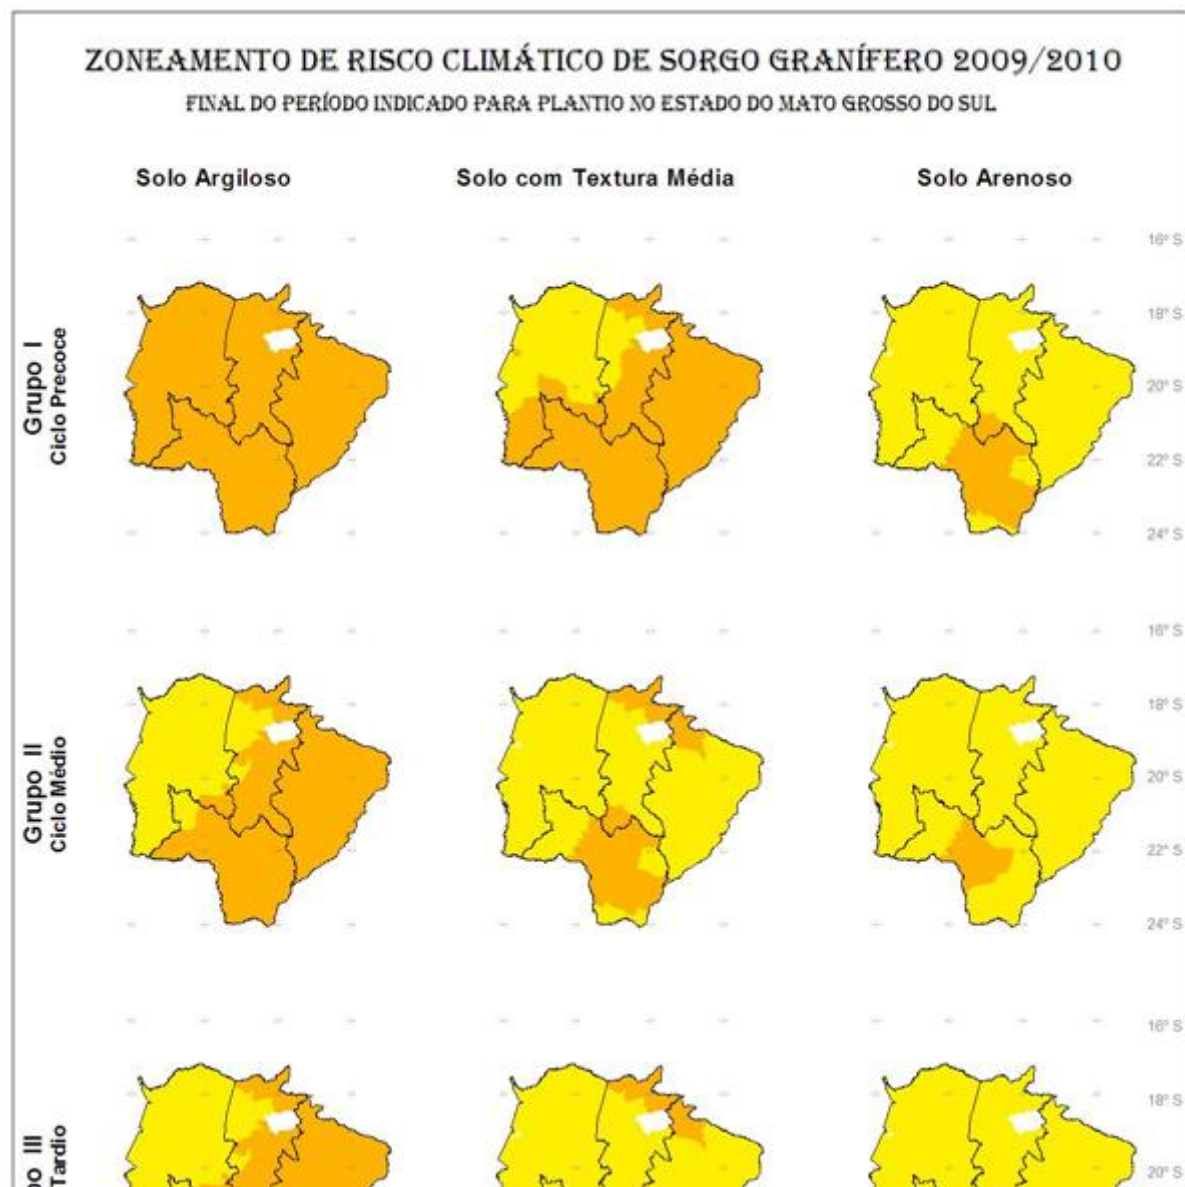 ZONEAMENTO DE RISCO CLIMÁTICO DE SORGO GRANÍFERO 2009/2010
FINAL DO PERÍODO INDICADO PARA PLANTIO NO ESTADO DO MATO GROSSO DO SUL
Solo Argiloso
Solo com Textura Média
Solo Arenoso
Grupo I
Ciclo Precoce
16° S
18° S
20° S
22° S
24° S
Grupo II
Ciclo Médio
16° S
18° S
20° S
22° S
24° S
III
Tardio
16° S
18° S
20° S